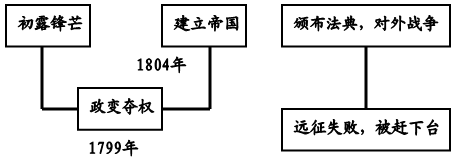 初露锋芒
建立帝国
颁布法典，对外战争
1804年
政变夺权
远征失败，被赶下台
1799年